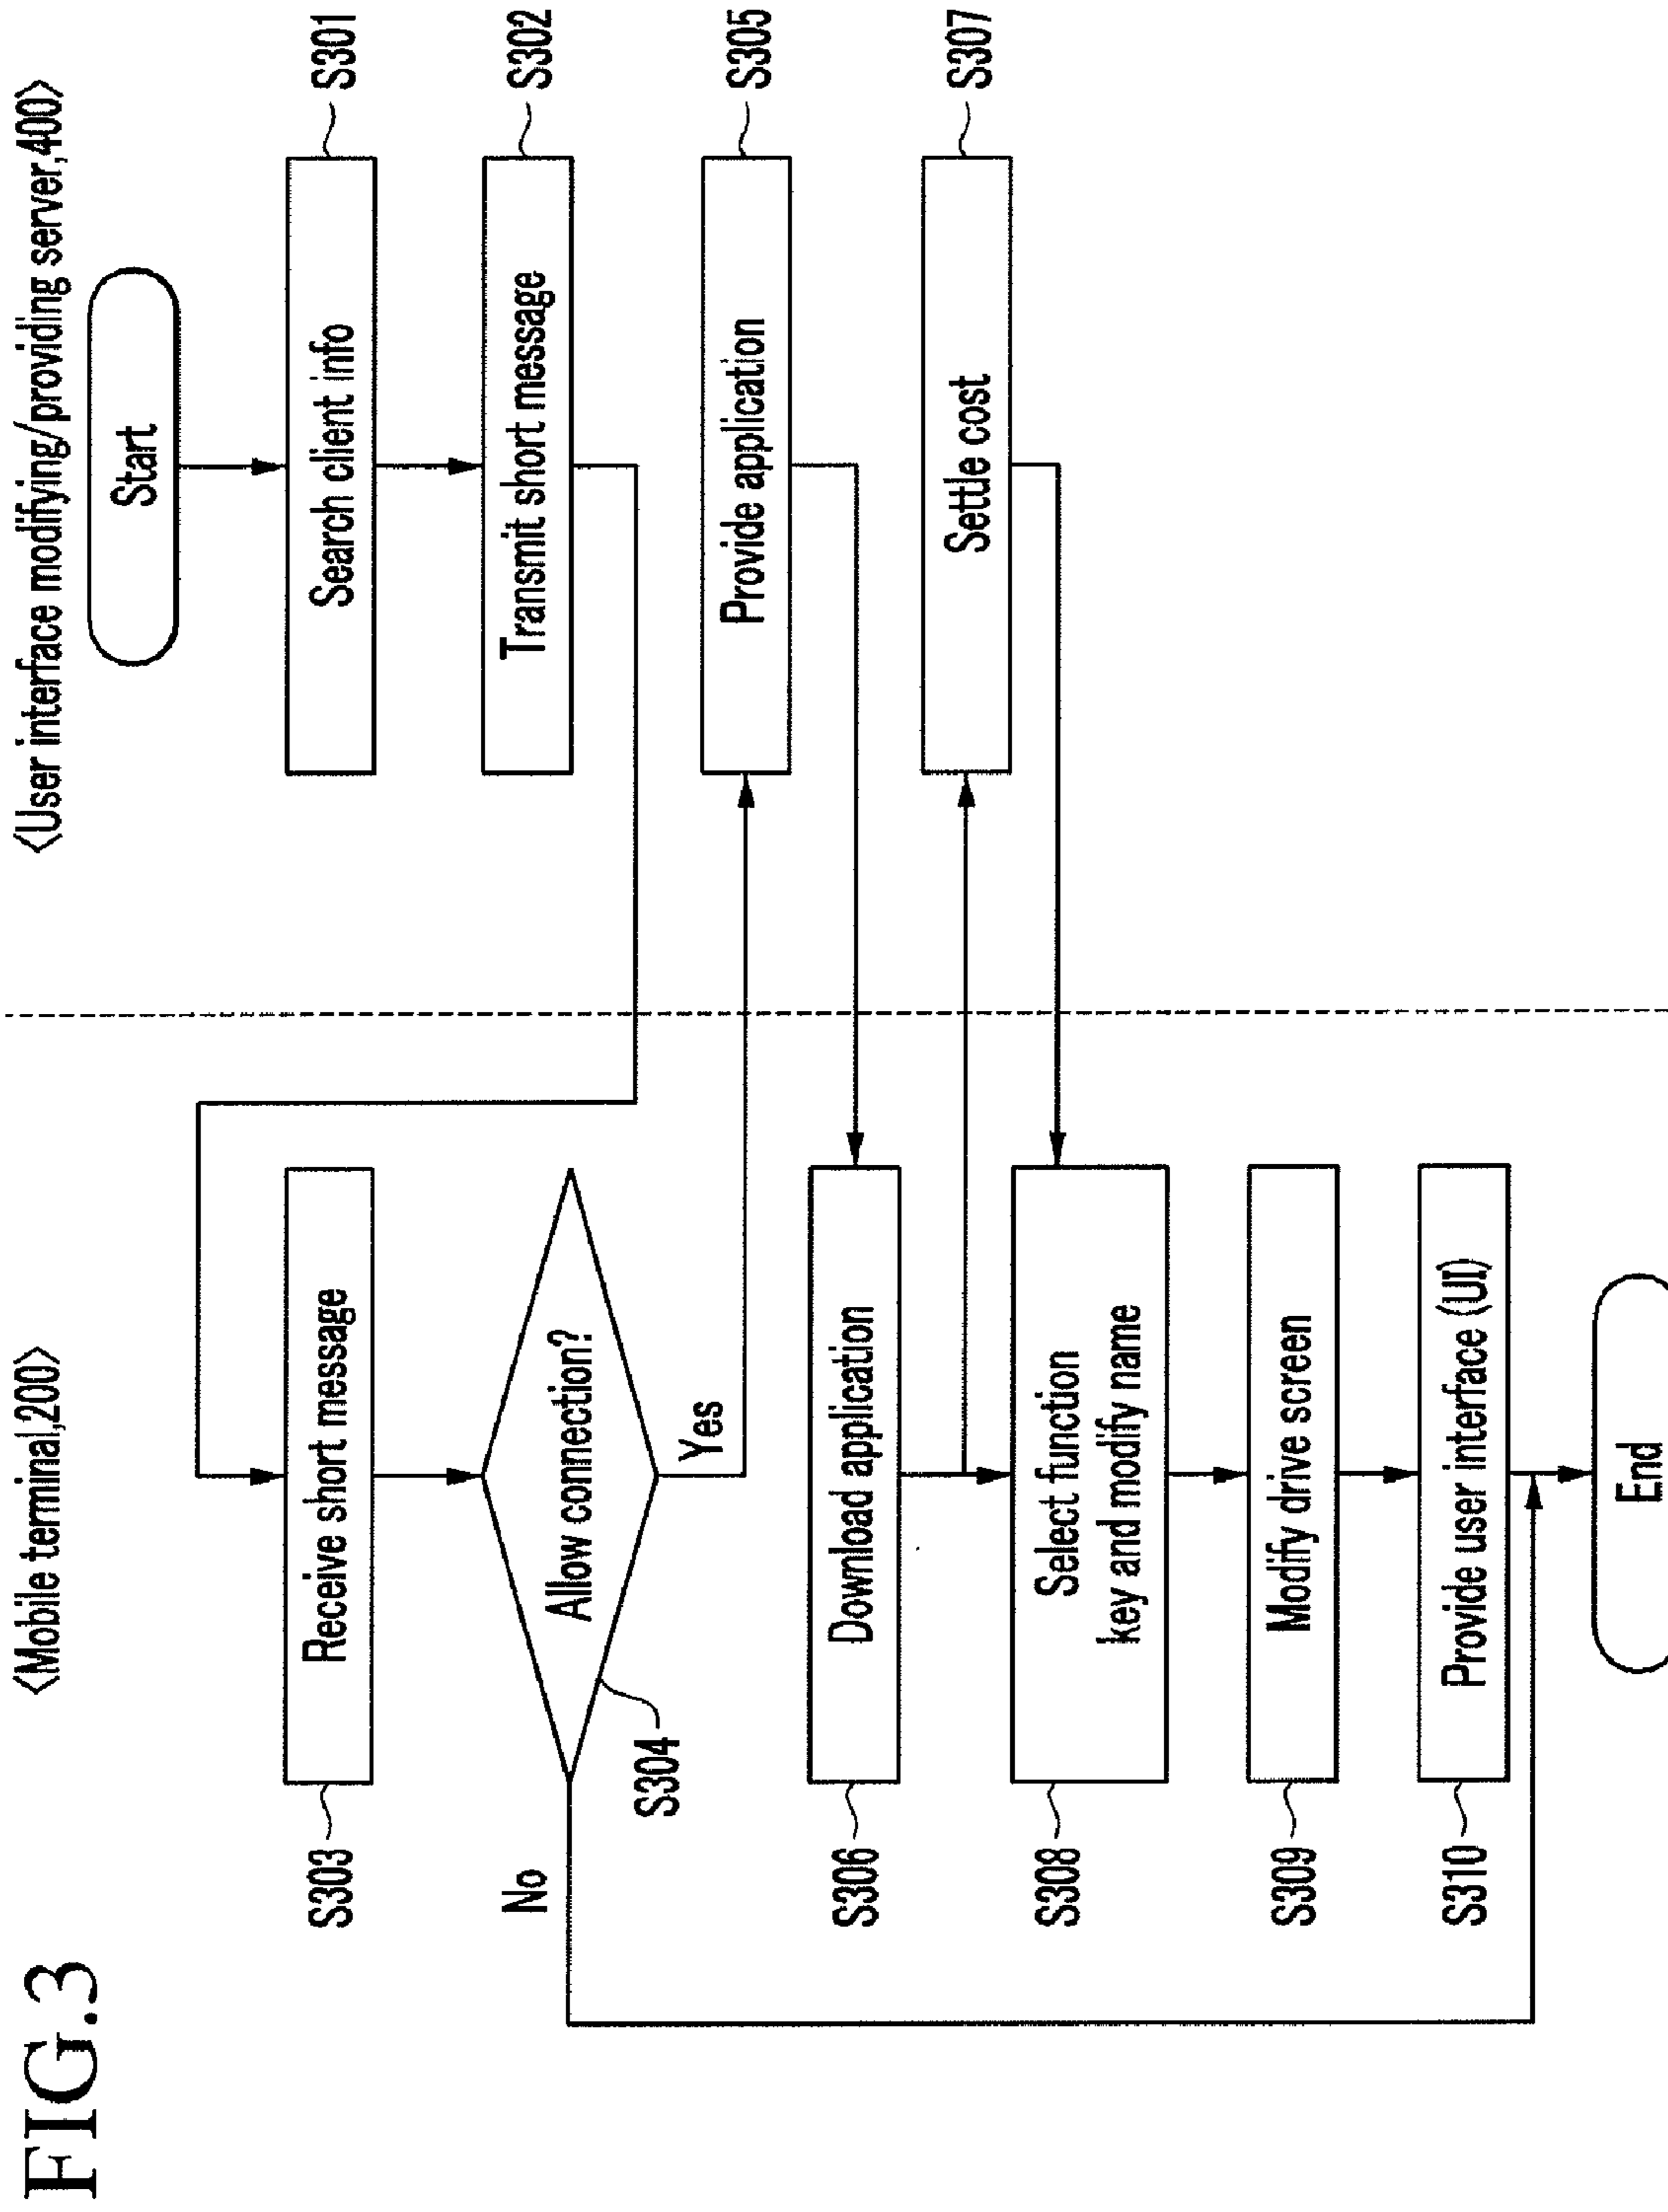 FIG.3
<Mobile terminal,200>
<User interface modifying/providing server,400>
Start
S301
Search client info
S302
Transmit short message
S303
Receive short message
S304
Allow connection?
No
Yes
S305
Provide application
S306
Download application
S307
Settle cost
S308
Select function
key and modify name
S309
Modify drive screen
S310
Provide user interface (UI)
End